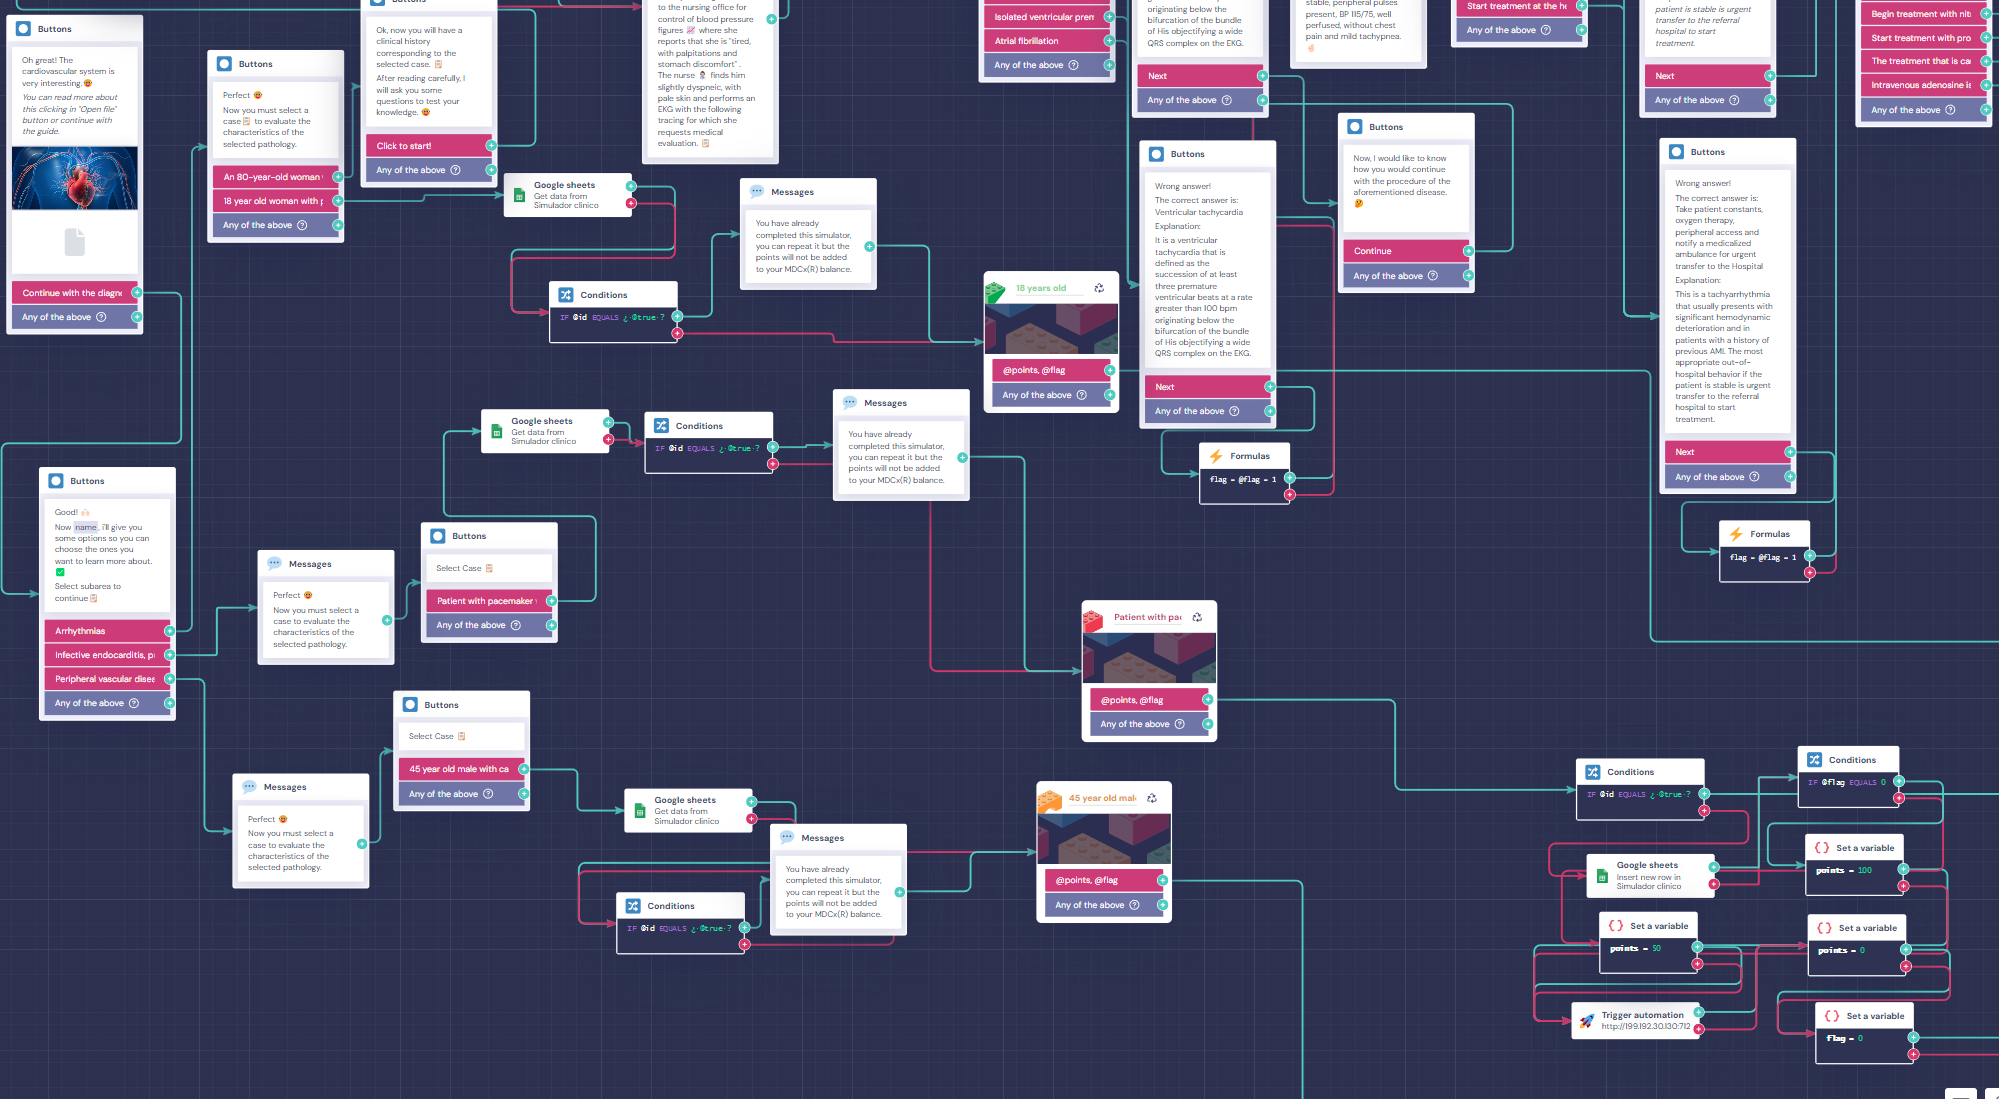 Buttons
Oh great! The
cardiovascular system is
very interesting.
You can read more about
this clicking in "Open file"
button or continue with
the guide.
Continue with the diagno
Any of the above
Buttons
Perfect
Now you must select a
case to evaluate the
characteristics of the
selected pathology.
An 80-year-old woman
18 year old woman with
Any of the above
Buttons
Ok, now you will have a
clinical history
corresponding to the
selected case.
After reading carefully, I
will ask you some
questions to test your
knowledge.
Click to start!
Any of the above
to the nursing office for
control of blood pressure
figures where she
reports that she is "tired,
with palpitations and
stomach discomfort" .
The nurse finds him
slightly dyspneic, with
pale skin and performs an
EKG with the following
tracing for which she
requests medical
evaluation.
Google sheets
Get data from
Simulador clinico
Messages
You have already
completed this simulator,
you can repeat it but the
points will not be added
to your MDCx(R) balance.
Conditions
IF @id EQUALS ¿·@true·?
Isolated ventricular prem
Atrial fibrillation
Any of the above
originating below the
bifurcation of the bundle
of His objectifying a wide
QRS complex on the EKG.
Next
Any of the above
stable, peripheral pulses
present, BP 115/75, well
perfused, without chest
pain and mild tachypnea.
Start treatment at the ho
Any of the above
patient is stable is urgent
transfer to the referral
hospital to start
treatment.
Next
Any of the above
Begin treatment with nit
Start treatment with pro
The treatment that is ca
Intravenous adenosine is
Any of the above
18 years old
@points, @flag
Any of the above
Buttons
Wrong answer!
The correct answer is:
Ventricular tachycardia
Explanation:
It is a ventricular
tachycardia that is
defined as the
succession of at least
three premature
ventricular beats at a rate
greater than 100 bpm
originating below the
bifurcation of the bundle
of His objectifying a wide
QRS complex on the EKG.
Next
Any of the above
Buttons
Now, I would like to know
how you would continue
with the procedure of the
aforementioned disease.
Continue
Any of the above
Buttons
Wrong answer!
The correct answer is:
Take patient constants,
oxygen therapy,
peripheral access and
notify a medicalized
ambulance for urgent
transfer to the Hospital
Explanation:
This is a tachyarrhythmia
that usually presents with
significant hemodynamic
deterioration and in
patients with a history of
previous AMI. The most
appropriate out-of-
hospital behavior if the
patient is stable is urgent
transfer to the referral
hospital to start
treatment.
Next
Any of the above
Formulas
flag = @flag = 1
Formulas
flag = @flag = 1
Google sheets
Get data from
Simulador clinico
Conditions
IF @id EQUALS ¿·@true·?
Messages
You have already
completed this simulator,
you can repeat it but the
points will not be added
to your MDCx(R) balance.
Buttons
Good!
Now name , i'll give you
some options so you can
choose the ones you
want to learn more about.
Select subarea to
continue
Arrhythmias
Infective endocarditis, p
Peripheral vascular disea
Any of the above
Messages
Perfect
Now you must select a
case to evaluate the
characteristics of the
selected pathology.
Buttons
Select Case
Patient with pacemaker
Any of the above
Patient with pac
@points, @flag
Any of the above
Buttons
Select Case
45 year old male with ca
Any of the above
Messages
Perfect
Now you must select a
case to evaluate the
characteristics of the
selected pathology.
Google sheets
Get data from
Simulador clinico
Messages
You have already
completed this simulator,
you can repeat it but the
points will not be added
to your MDCx(R) balance.
Conditions
IF @id EQUALS ¿·@true·?
45 year old male
@points, @flag
Any of the above
Conditions
IF @id EQUALS ¿·@true·?
Conditions
IF @flag EQUALS 0
Google sheets
Insert new row in
Simulador clinico
Set a variable
points = 100
Set a variable
points = 50
Set a variable
points = 0
Trigger automation
http://199.192.30.130:712
Set a variable
flag = 0